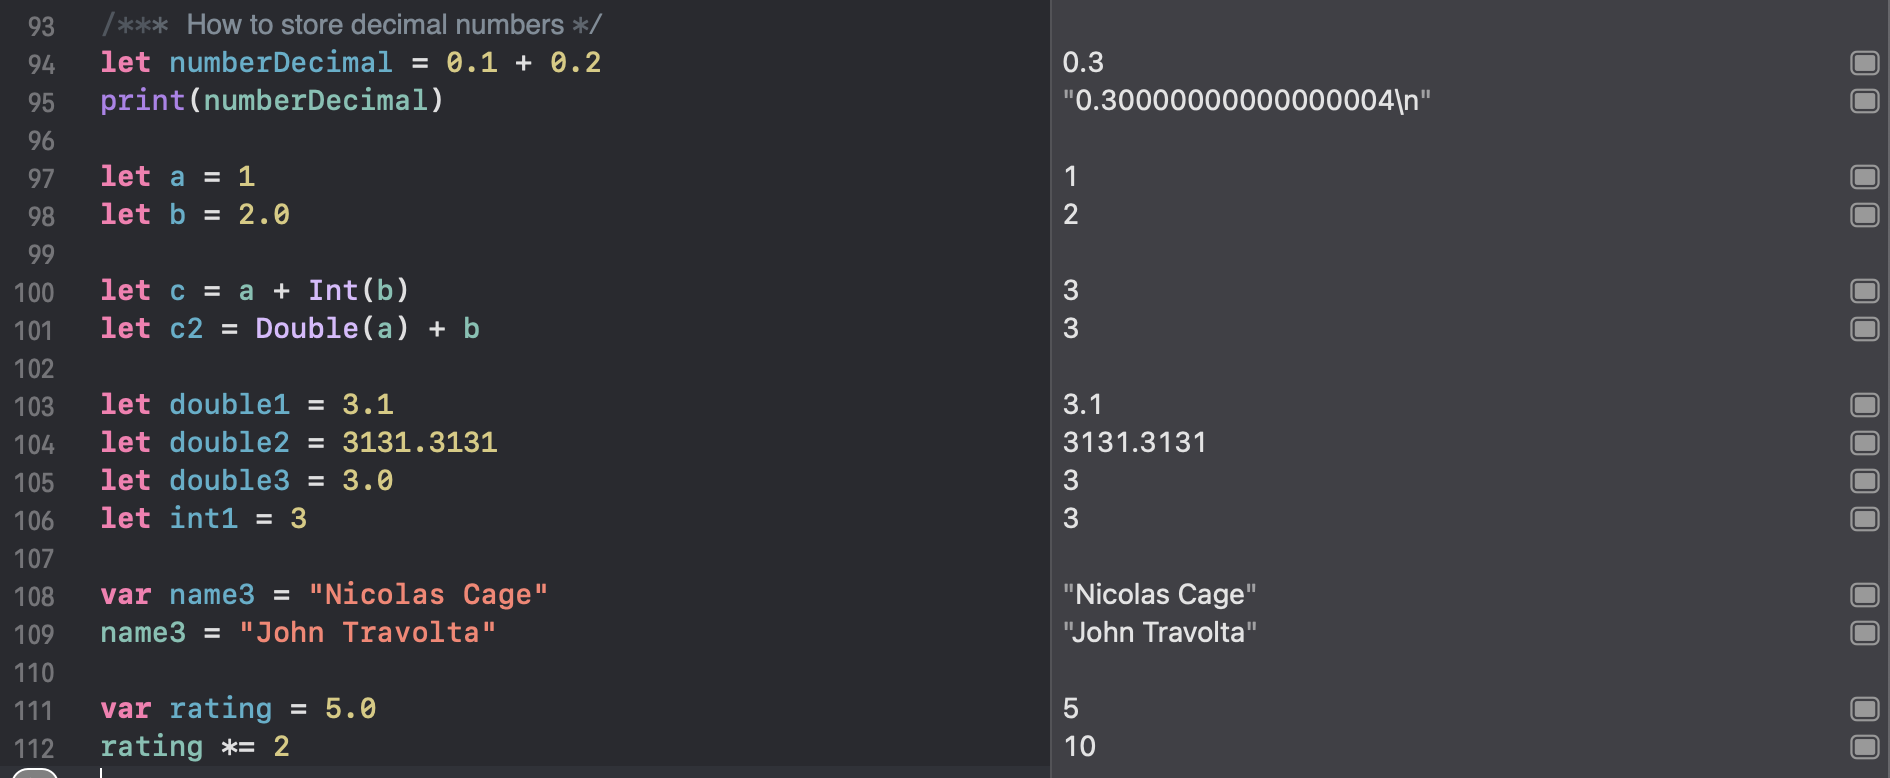 93 /*** How to store decimal numbers */
94 let numberDecimal = 0.1 + 0.2 0.3
95 print(numberDecimal) "0.30000000000000004\n"
96
97 let a = 1 1
98 let b = 2.0 2
99
100 let c = a + Int(b) 3
101 let c2 = Double(a) + b 3
102
103 let double1 = 3.1 3.1
104 let double2 = 3131.3131 3131.3131
105 let double3 = 3.0 3
106 let int1 = 3 3
107
108 var name3 = "Nicolas Cage" "Nicolas Cage"
109 name3 = "John Travolta" "John Travolta"
110
111 var rating = 5.0 5
112 rating *= 2 10